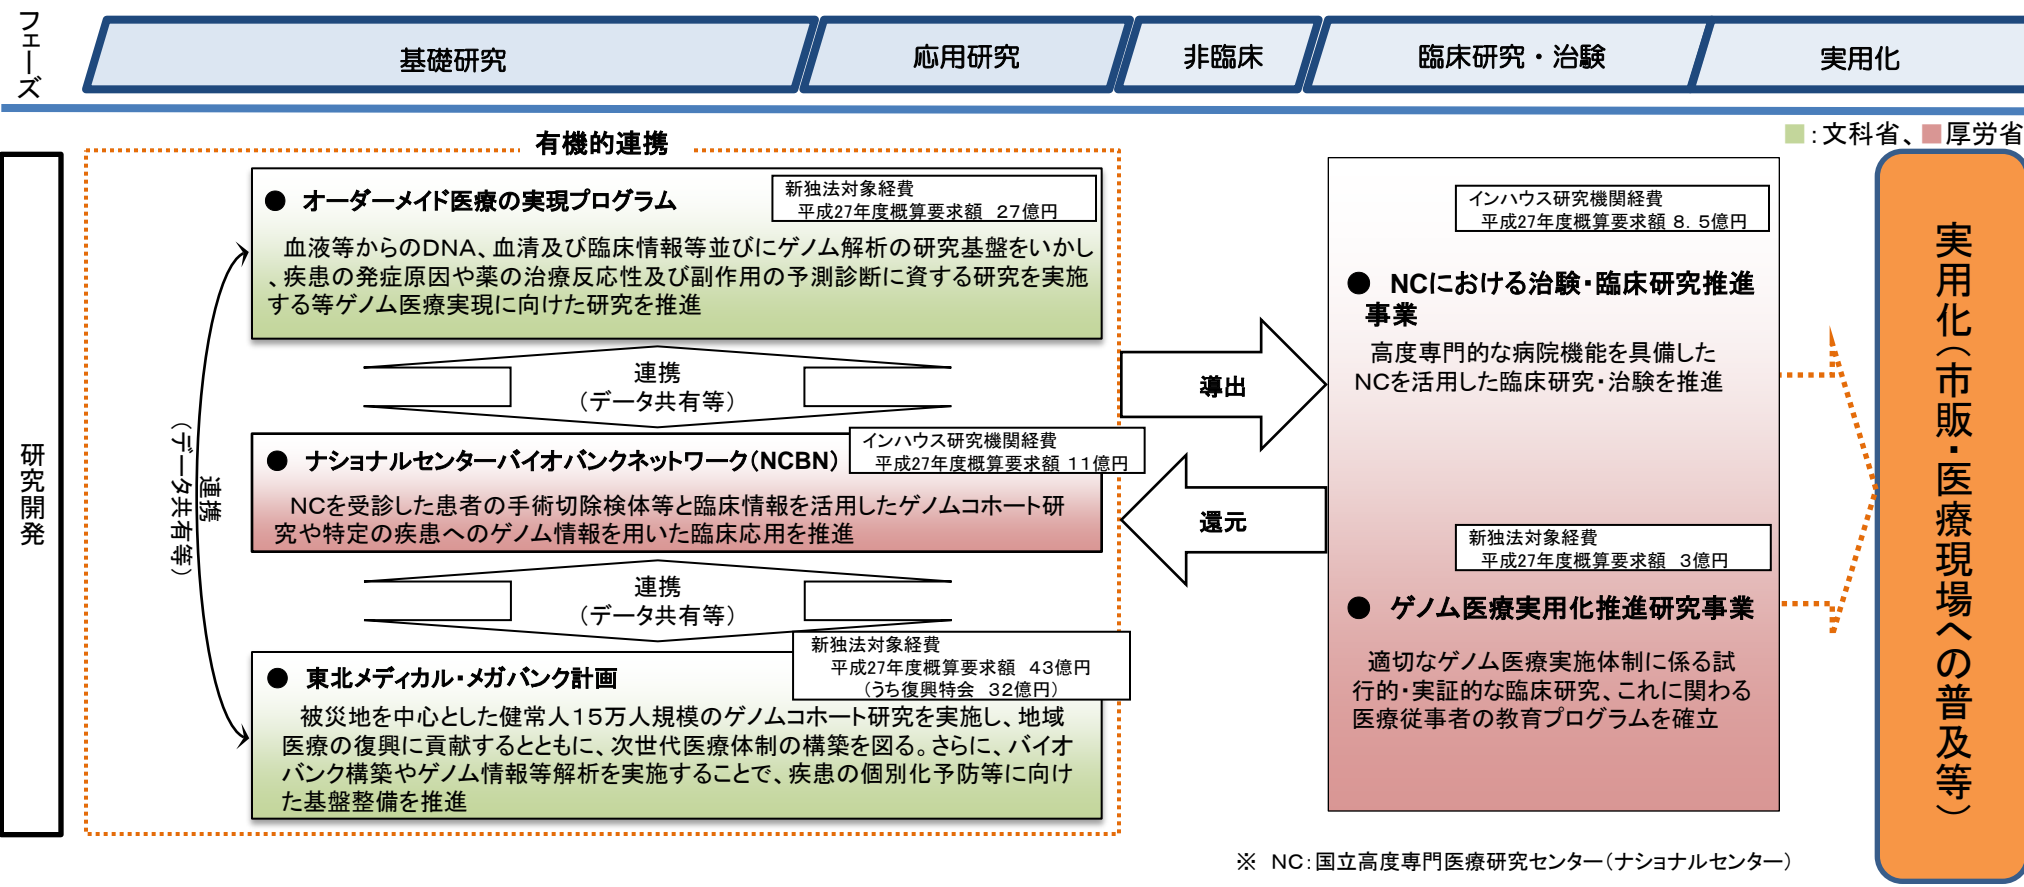 フェーズ
基礎研究
応用研究
非臨床
臨床研究・治験
実用化
■：文科省、■厚労省
研究開発
有機的連携
● オーダーメイド医療の実現プログラム
新独法対象経費
平成27年度概算要求額 27億円
血液等からのDNA、血清及び臨床情報等並びにゲノム解析の研究基盤をいかし
、疾患の発症原因や薬の治療反応性及び副作用の予測診断に資する研究を実施
する等ゲノム医療実現に向けた研究を推進
連携
（データ共有等）
連携
（データ共有等）
● ナショナルセンターバイオバンクネットワーク（NCBN）
インハウス研究機関経費
平成27年度概算要求額 11億円
NCを受診した患者の手術切除検体等と臨床情報を活用したゲノムコホート研
究や特定の疾患へのゲノム情報を用いた臨床応用を推進
連携
（データ共有等）
● 東北メディカル・メガバンク計画
新独法対象経費
平成27年度概算要求額 43億円
（うち復興特会 32億円）
被災地を中心とした健常人15万人規模のゲノムコホート研究を実施し、地域
医療の復興に貢献するとともに、次世代医療体制の構築を図る。さらに、バイオ
バンク構築やゲノム情報等解析を実施することで、疾患の個別化予防等に向け
た基盤整備を推進
導出
還元
インハウス研究機関経費
平成27年度概算要求額 8．5億円
● NCにおける治験・臨床研究推進
事業
高度専門的な病院機能を具備した
NCを活用した臨床研究・治験を推進
新独法対象経費
平成27年度概算要求額 3億円
● ゲノム医療実用化推進研究事業
適切なゲノム医療実施体制に係る試
行的・実証的な臨床研究、これに関わる
医療従事者の教育プログラムを確立
実用化（市販・医療現場への普及等）
※ NC：国立高度専門医療研究センター（ナショナルセンター）